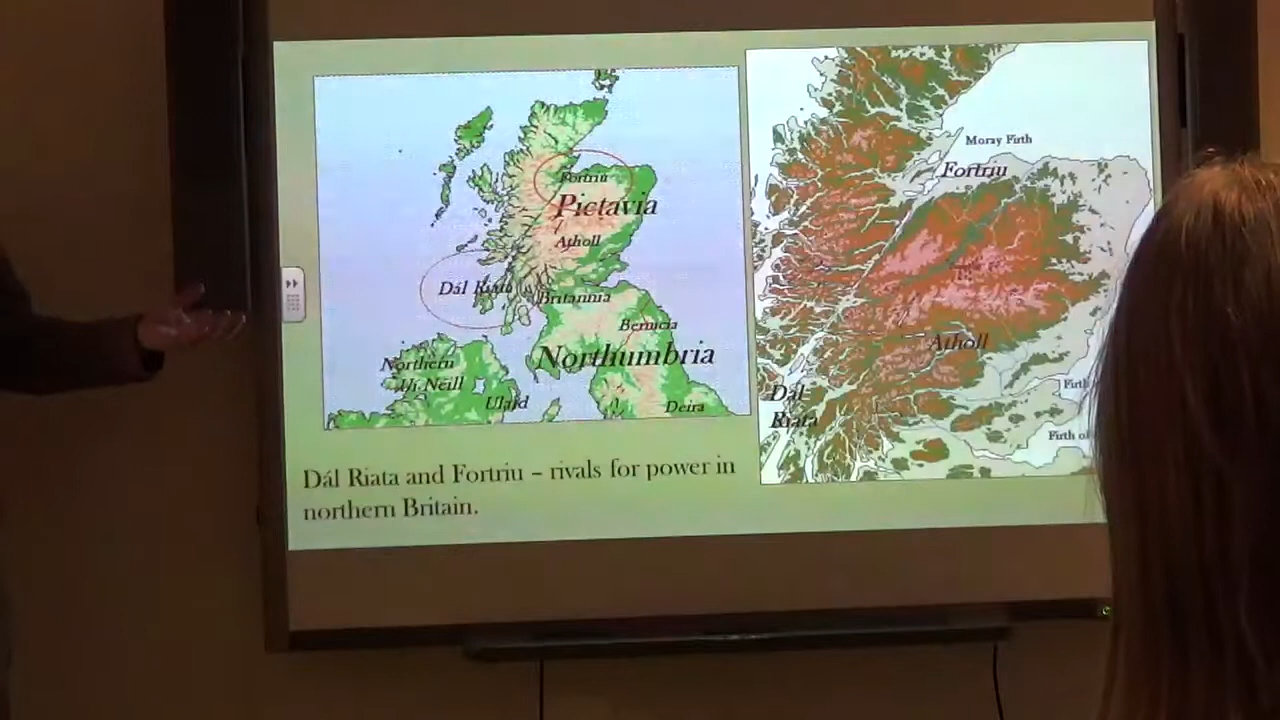 Fortriu
Pictavia
Atholl
Dál Riata
Britannia
Bernicia
Northumbria
Northern
Uí Neill
Ulaid
Deira
Moray Firth
Fortriu
Atholl
Dál
Riata
Firth
Firth of
Dál Riata and Fortriu – rivals for power in
northern Britain.